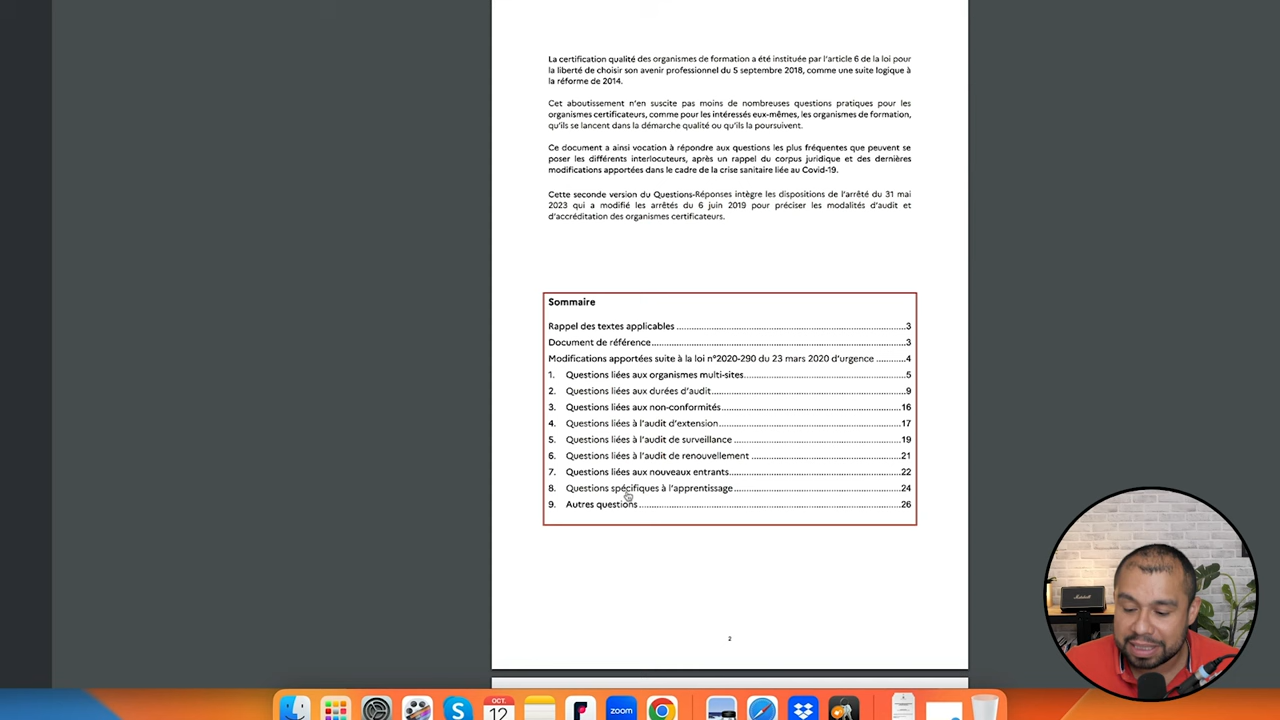 La certification qualité des organismes de formation a été instituée par l'article 6 de la loi pour
la liberté de choisir son avenir professionnel du 5 septembre 2018, comme une suite logique à
la réforme de 2014.
Cet aboutissement n'en suscite pas moins de nombreuses questions pratiques pour les
organismes certificateurs, comme pour les intéressés eux-mêmes, les organismes de formation,
qu'ils se lancent dans la démarche qualité ou qu'ils la poursuivent.
Ce document a ainsi vocation à répondre aux questions les plus fréquentes que peuvent se
poser les différents interlocuteurs, après un rappel du corpus juridique et des dernières
modifications apportées dans le cadre de la crise sanitaire liée au Covid-19.
Cette seconde version du Questions-Réponses intègre les dispositions de l'arrêté du 31 mai
2023 qui a modifié les arrêtés du 6 juin 2019 pour préciser les modalités d'audit et
d'accréditation des organismes certificateurs.
Sommaire
Rappel des textes applicables ... 3
Document de référence ... 3
Modifications apportées suite à la loi n°2020-290 du 23 mars 2020 d'urgence ... 4
1. Questions liées aux organismes multi-sites ... 5
2. Questions liées aux durées d'audit ... 9
3. Questions liées aux non-conformités ... 16
4. Questions liées à l'audit d'extension ... 17
5. Questions liées à l'audit de surveillance ... 19
6. Questions liées à l'audit de renouvellement ... 21
7. Questions liées aux nouveaux entrants ... 22
8. Questions spécifiques à l'apprentissage ... 24
9. Autres questions ... 26
2
OCT.
12
zoom
Marshall